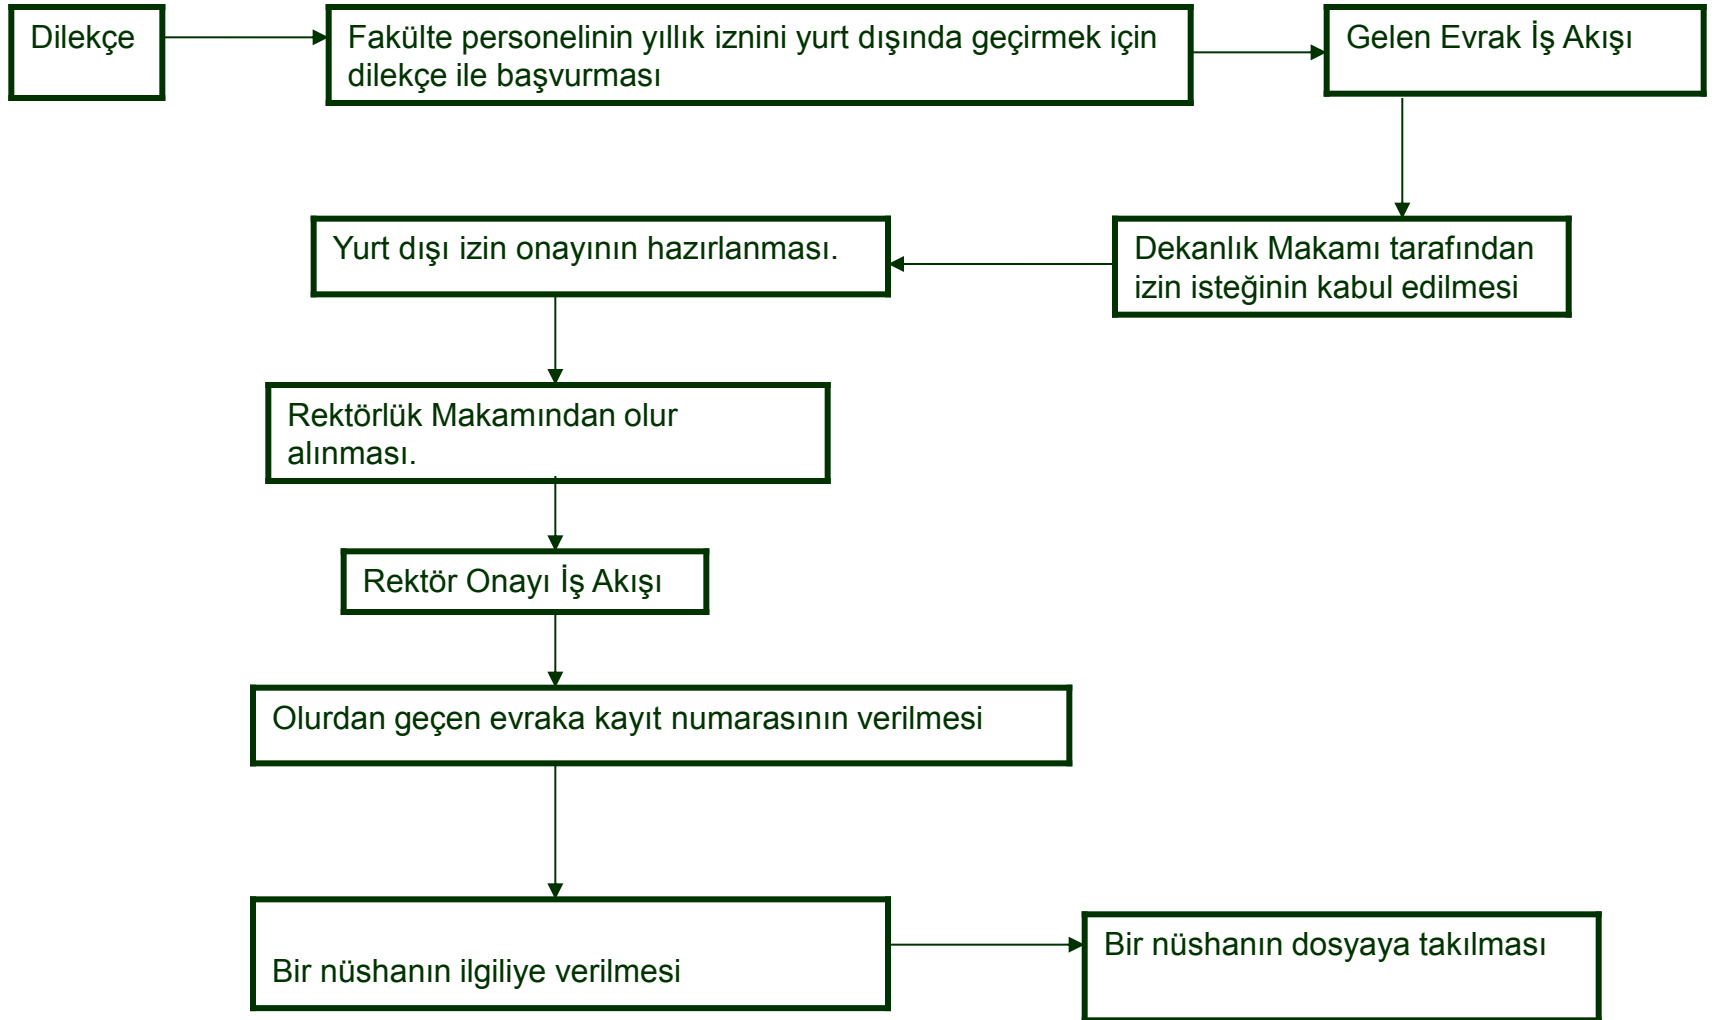 Dilekçe
Fakülte personelinin yıllık iznini yurt dışında geçirmek için
dilekçe ile başvurması
Gelen Evrak İş Akışı
Dekanlık Makamı tarafından
izin isteğinin kabul edilmesi
Yurt dışı izin onayının hazırlanması.
Rektörlük Makamından olur
alınması.
Rektör Onayı İş Akışı
Olurdan geçen evraka kayıt numarasının verilmesi
Bir nüshanın ilgiliye verilmesi
Bir nüshanın dosyaya takılması